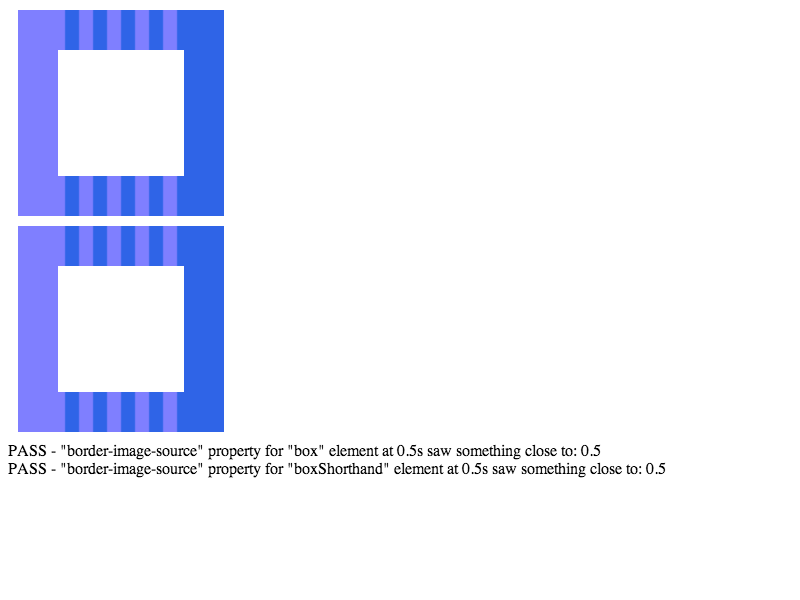 PASS - "border-image-source" property for "box" element at 0.5s saw something close to: 0.5
PASS - "border-image-source" property for "boxShorthand" element at 0.5s saw something close to: 0.5